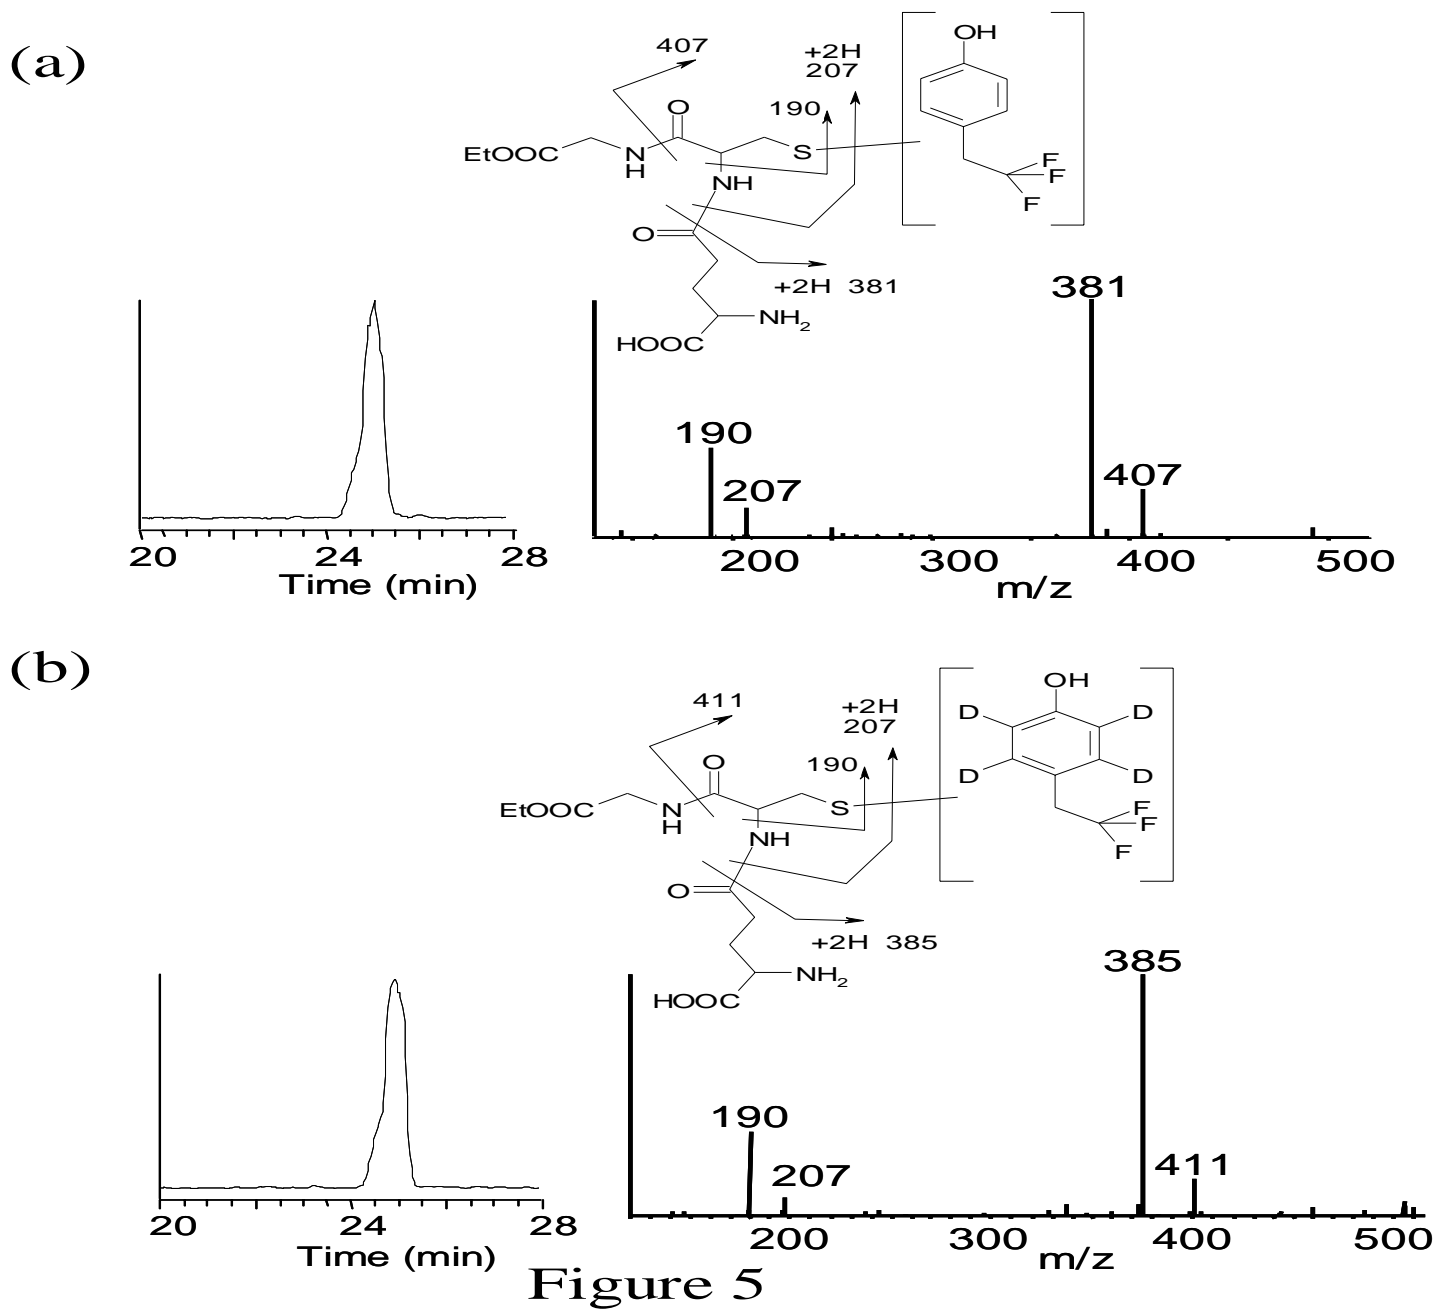 (a)
407
+2H
207
190
OH
O
EtOOC
N
H
S
NH
F
F
F
O
+2H 381
NH2
HOOC
381
190
207
407
20 24 28
Time (min)
200 300 400 500
m/z
(b)
411
+2H
207
190
OH
D D
D D
O
EtOOC
N
H
S
NH
F
F
F
O
+2H 385
NH2
HOOC
385
190
207
411
20 24 28
Time (min)
200 300 400 500
m/z
Figure 5